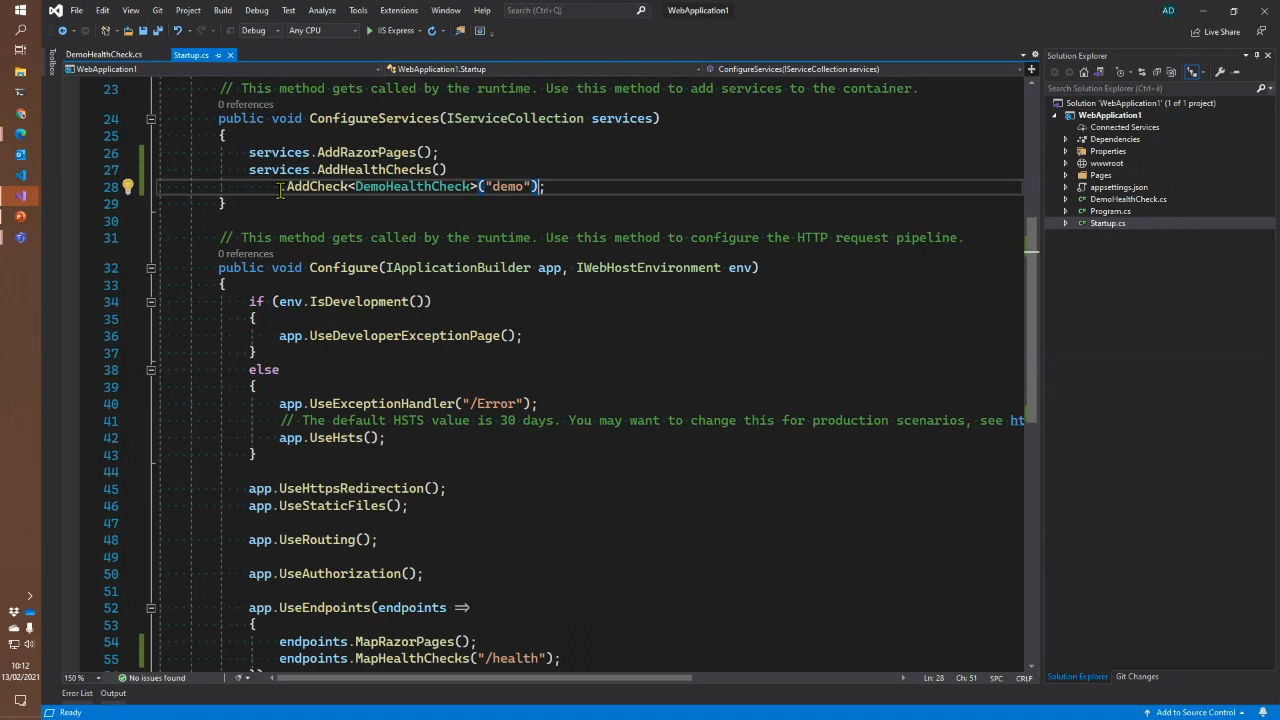 File Edit View Git Project Build Debug Test Analyze Tools Extensions Window Help Search (Ctrl+Q) WebApplication1 AD
Debug Any CPU IIS Express Live Share
DemoHealthCheck.cs Startup.cs
WebApplication1 WebApplication1.Startup ConfigureServices(IServiceCollection services)
23 // This method gets called by the runtime. Use this method to add services to the container.
0 references
24 public void ConfigureServices(IServiceCollection services)
25 {
26 services.AddRazorPages();
27 services.AddHealthChecks()
28 .AddCheck<DemoHealthCheck>("demo");
29 }
30
31 // This method gets called by the runtime. Use this method to configure the HTTP request pipeline.
0 references
32 public void Configure(IApplicationBuilder app, IWebHostEnvironment env)
33 {
34 if (env.IsDevelopment())
35 {
36 app.UseDeveloperExceptionPage();
37 }
38 else
39 {
40 app.UseExceptionHandler("/Error");
41 // The default HSTS value is 30 days. You may want to change this for production scenarios, see ht
42 app.UseHsts();
43 }
44
45 app.UseHttpsRedirection();
46 app.UseStaticFiles();
47
48 app.UseRouting();
49
50 app.UseAuthorization();
51
52 app.UseEndpoints(endpoints =>
53 {
54 endpoints.MapRazorPages();
55 endpoints.MapHealthChecks("/health");
150 % No issues found Ln: 28 Ch: 51 SPC CRLF
Error List Output
Ready Add to Source Control
Toolbox
Solution Explorer
Search Solution Explorer (Ctrl+è)
Solution 'WebApplication1' (1 of 1 project)
WebApplication1
Connected Services
Dependencies
Properties
wwwroot
Pages
appsettings.json
DemoHealthCheck.cs
Program.cs
Startup.cs
Solution Explorer Git Changes
10:12
13/02/2021